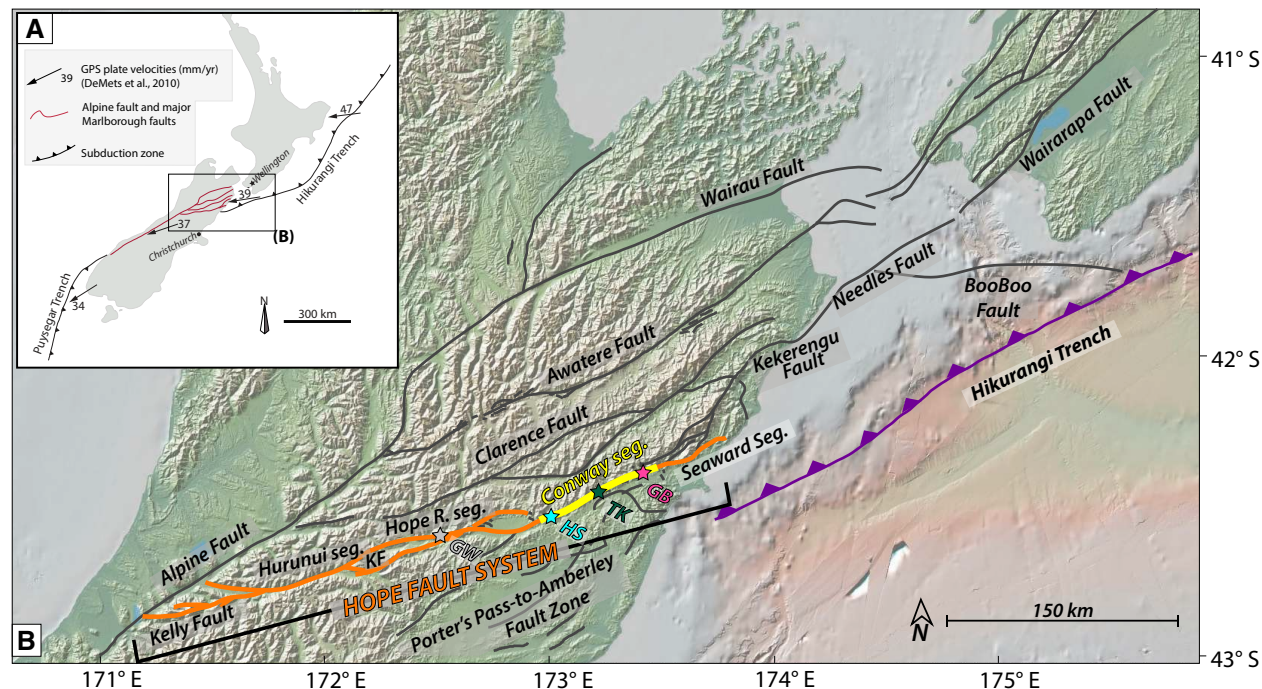 A
GPS plate velocities (mm/yr)
(DeMets et al., 2010)
39
Alpine fault and major
Marlborough faults
Subduction zone
47
Wellington
Hikurangi Trench
39
37
Christchurch
(B)
34
Puysegar Trench
N
300 km
41° S
Wairarapa Fault
Wairau Fault
Needles Fault
BooBoo
Fault
Awatere Fault
Kekerengu
Fault
42° S
Hikurangi Trench
Clarence Fault
Conway seg.
Seaward Seg.
GB
TK
HS
Hope R. seg.
GW
Alpine Fault
Hurunui seg.
KF
HOPE FAULT SYSTEM
Kelly Fault
Porter's Pass-to-Amberley
Fault Zone
N
150 km
B
43° S
171° E
172° E
173° E
174° E
175° E